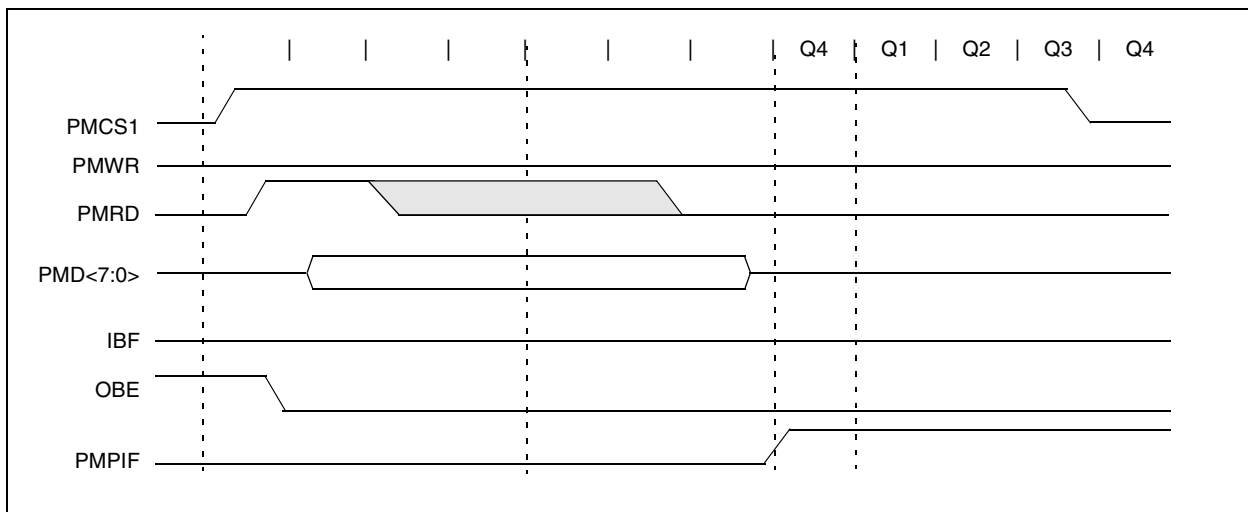 | | | | | | | Q4 | Q1 | Q2 | Q3 | Q4
PMCS1
PMWR
PMRD
PMD<7:0>
IBF
OBE
PMPIF